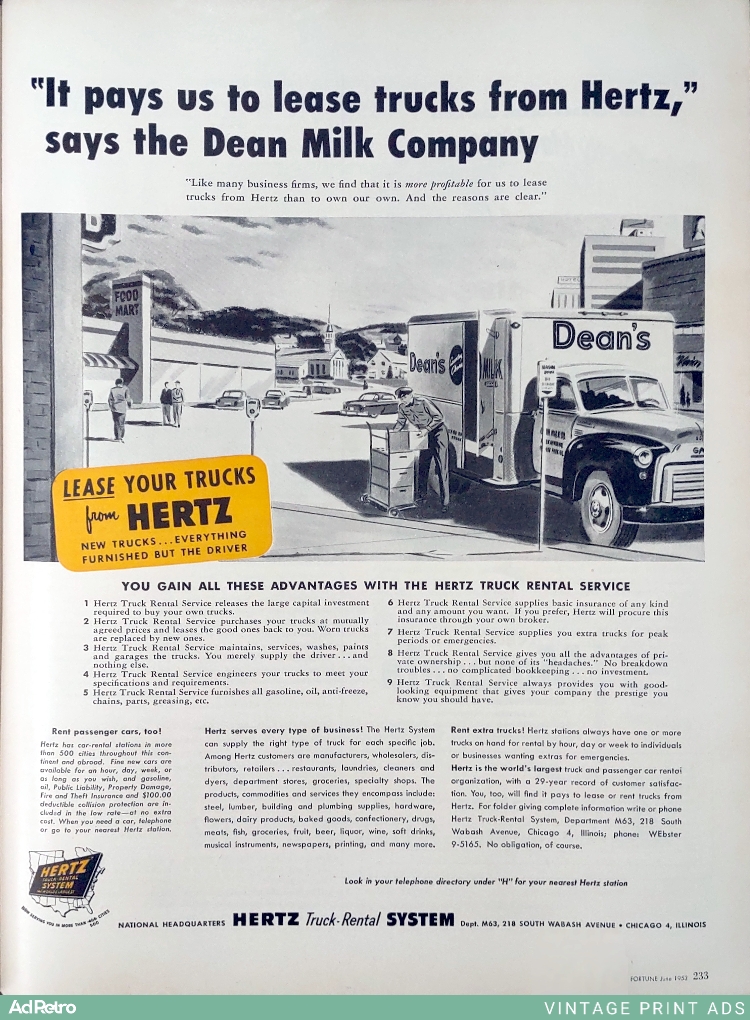 "It pays us to lease trucks from Hertz,"
says the Dean Milk Company
"Like many business firms, we find that it is more profitable for us to lease
trucks from Hertz than to own our own. And the reasons are clear."
FOOD
MART
Dean's
MILK
Dean's
LEASE YOUR TRUCKS
from HERTZ
NEW TRUCKS...EVERYTHING
FURNISHED BUT THE DRIVER
YOU GAIN ALL THESE ADVANTAGES WITH THE HERTZ TRUCK RENTAL SERVICE
1 Hertz Truck Rental Service releases the large capital investment
required to buy your own trucks.
2 Hertz Truck Rental Service purchases your trucks at mutually
agreed prices and leases the good ones back to you. Worn trucks
are replaced by new ones.
3 Hertz Truck Rental Service maintains, services, washes, paints
and garages the trucks. You merely supply the driver...and
nothing else.
4 Hertz Truck Rental Service engineers your trucks to meet your
specifications and requirements.
5 Hertz Truck Rental Service furnishes all gasoline, oil, anti-freeze,
chains, parts, greasing, etc.
6 Hertz Truck Rental Service supplies basic insurance of any kind
and any amount you want. If you prefer, Hertz will procure this
insurance through your own broker.
7 Hertz Truck Rental Service supplies you extra trucks for peak
periods or emergencies.
8 Hertz Truck Rental Service gives you all the advantages of pri-
vate ownership...but none of its "headaches." No breakdown
troubles...no complicated bookkeeping...no investment.
9 Hertz Truck Rental Service always provides you with good-
looking equipment that gives your company the prestige you
know you should have.
Rent passenger cars, too!
Hertz has car-rental stations in more
than 500 cities throughout this con-
tinent and abroad. Fine new cars are
available for an hour, day, week, or
as long as you wish, and gasoline,
oil, Public Liability, Property Damage,
Fire and Theft Insurance and $100.00
deductible collision protection are in-
cluded in the low rate—at no extra
cost. When you need a car, telephone
or go to your nearest Hertz station.
Hertz serves every type of business! The Hertz System
can supply the right type of truck for each specific job.
Among Hertz customers are manufacturers, wholesalers, dis-
tributors, retailers...restaurants, laundries, cleaners and
dyers, department stores, groceries, specialty shops. The
products, commodities and services they encompass include:
steel, lumber, building and plumbing supplies, hardware,
flowers, dairy products, baked goods, confectionery, drugs,
meats, fish, groceries, fruit, beer, liquor, wine, soft drinks,
musical instruments, newspapers, printing, and many more.
Rent extra trucks! Hertz stations always have one or more
trucks on hand for rental by hour, day or week to individuals
or businesses wanting extras for emergencies.
Hertz is the world's largest truck and passenger car rental
organization, with a 29-year record of customer satisfac-
tion. You, too, will find it pays to lease or rent trucks from
Hertz. For folder giving complete information write or phone
Hertz Truck-Rental System, Department M63, 218 South
Wabash Avenue, Chicago 4, Illinois; phone: WEbster
9-5165. No obligation, of course.
Look in your telephone directory under "H" for your nearest Hertz station
HERTZ
TRUCK-RENTAL
SYSTEM
NOW SERVING YOU IN MORE THAN 500 CITIES
NATIONAL HEADQUARTERS HERTZ Truck-Rental SYSTEM Dept. M63, 218 SOUTH WABASH AVENUE • CHICAGO 4, ILLINOIS
FORTUNE June 1953 233
AdRetro
VINTAGE PRINT ADS